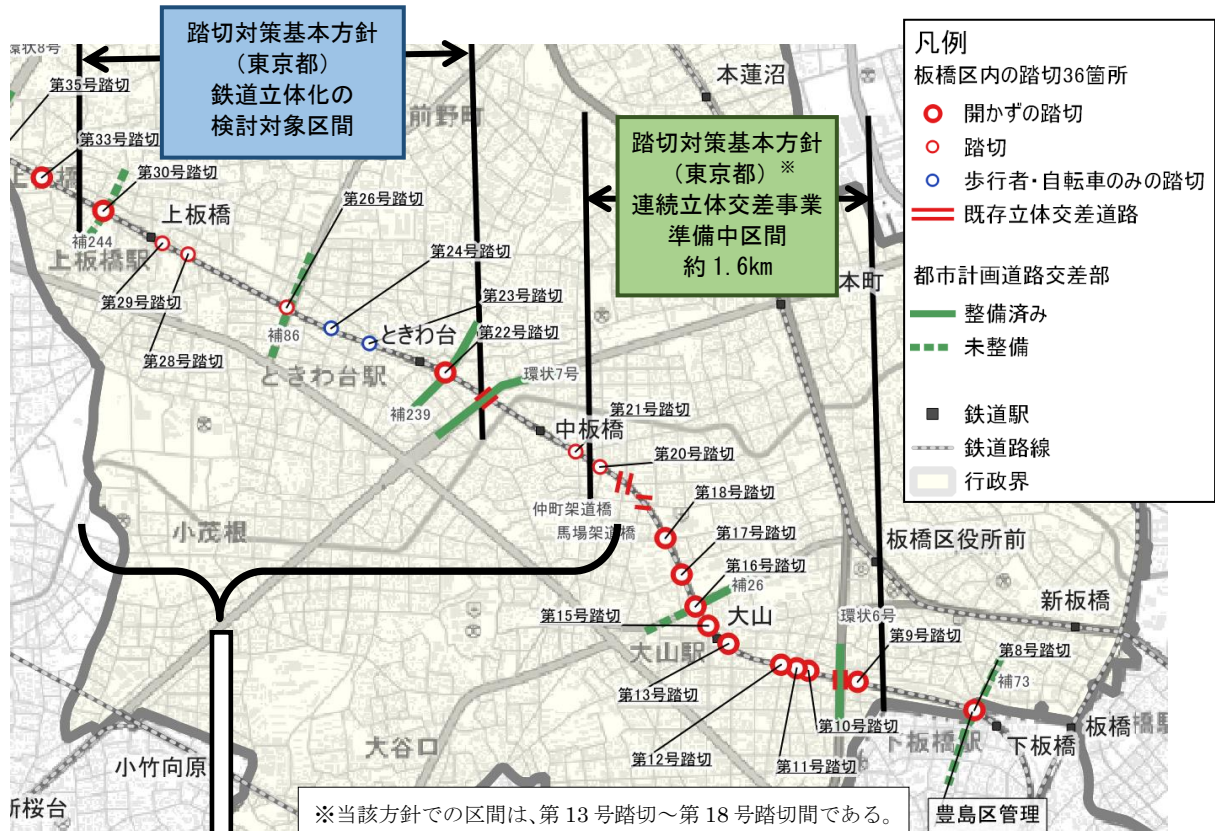 踏切対策基本方針
(東京都)
鉄道立体化の
検討対象区間
踏切対策基本方針
(東京都)※
連続立体交差事業
準備中区間
約1.6km
凡例
板橋区内の踏切36箇所
開かずの踏切
踏切
歩行者・自転車のみの踏切
既存立体交差道路
都市計画道路交差部
整備済み
未整備
鉄道駅
鉄道路線
行政界
環状8号
第35号踏切
第33号踏切
第30号踏切
上板橋
補244
上板橋駅
第29号踏切
第28号踏切
第26号踏切
補86
第24号踏切
第23号踏切
ときわ台
第22号踏切
ときわ台駅
補239
環状7号
前野町
本蓮沼
本町
中板橋
第21号踏切
第20号踏切
仲町架道橋
馬場架道橋
第18号踏切
第17号踏切
第16号踏切
補26
第15号踏切
大山
大山駅
第13号踏切
第12号踏切
第11号踏切
第10号踏切
環状6号
第9号踏切
第8号踏切
補73
板橋区役所前
新板橋
下板橋駅
下板橋
板橋
小茂根
大谷口
小竹向原
新桜台
豊島区管理
※当該方針での区間は、第13号踏切～第18号踏切間である。